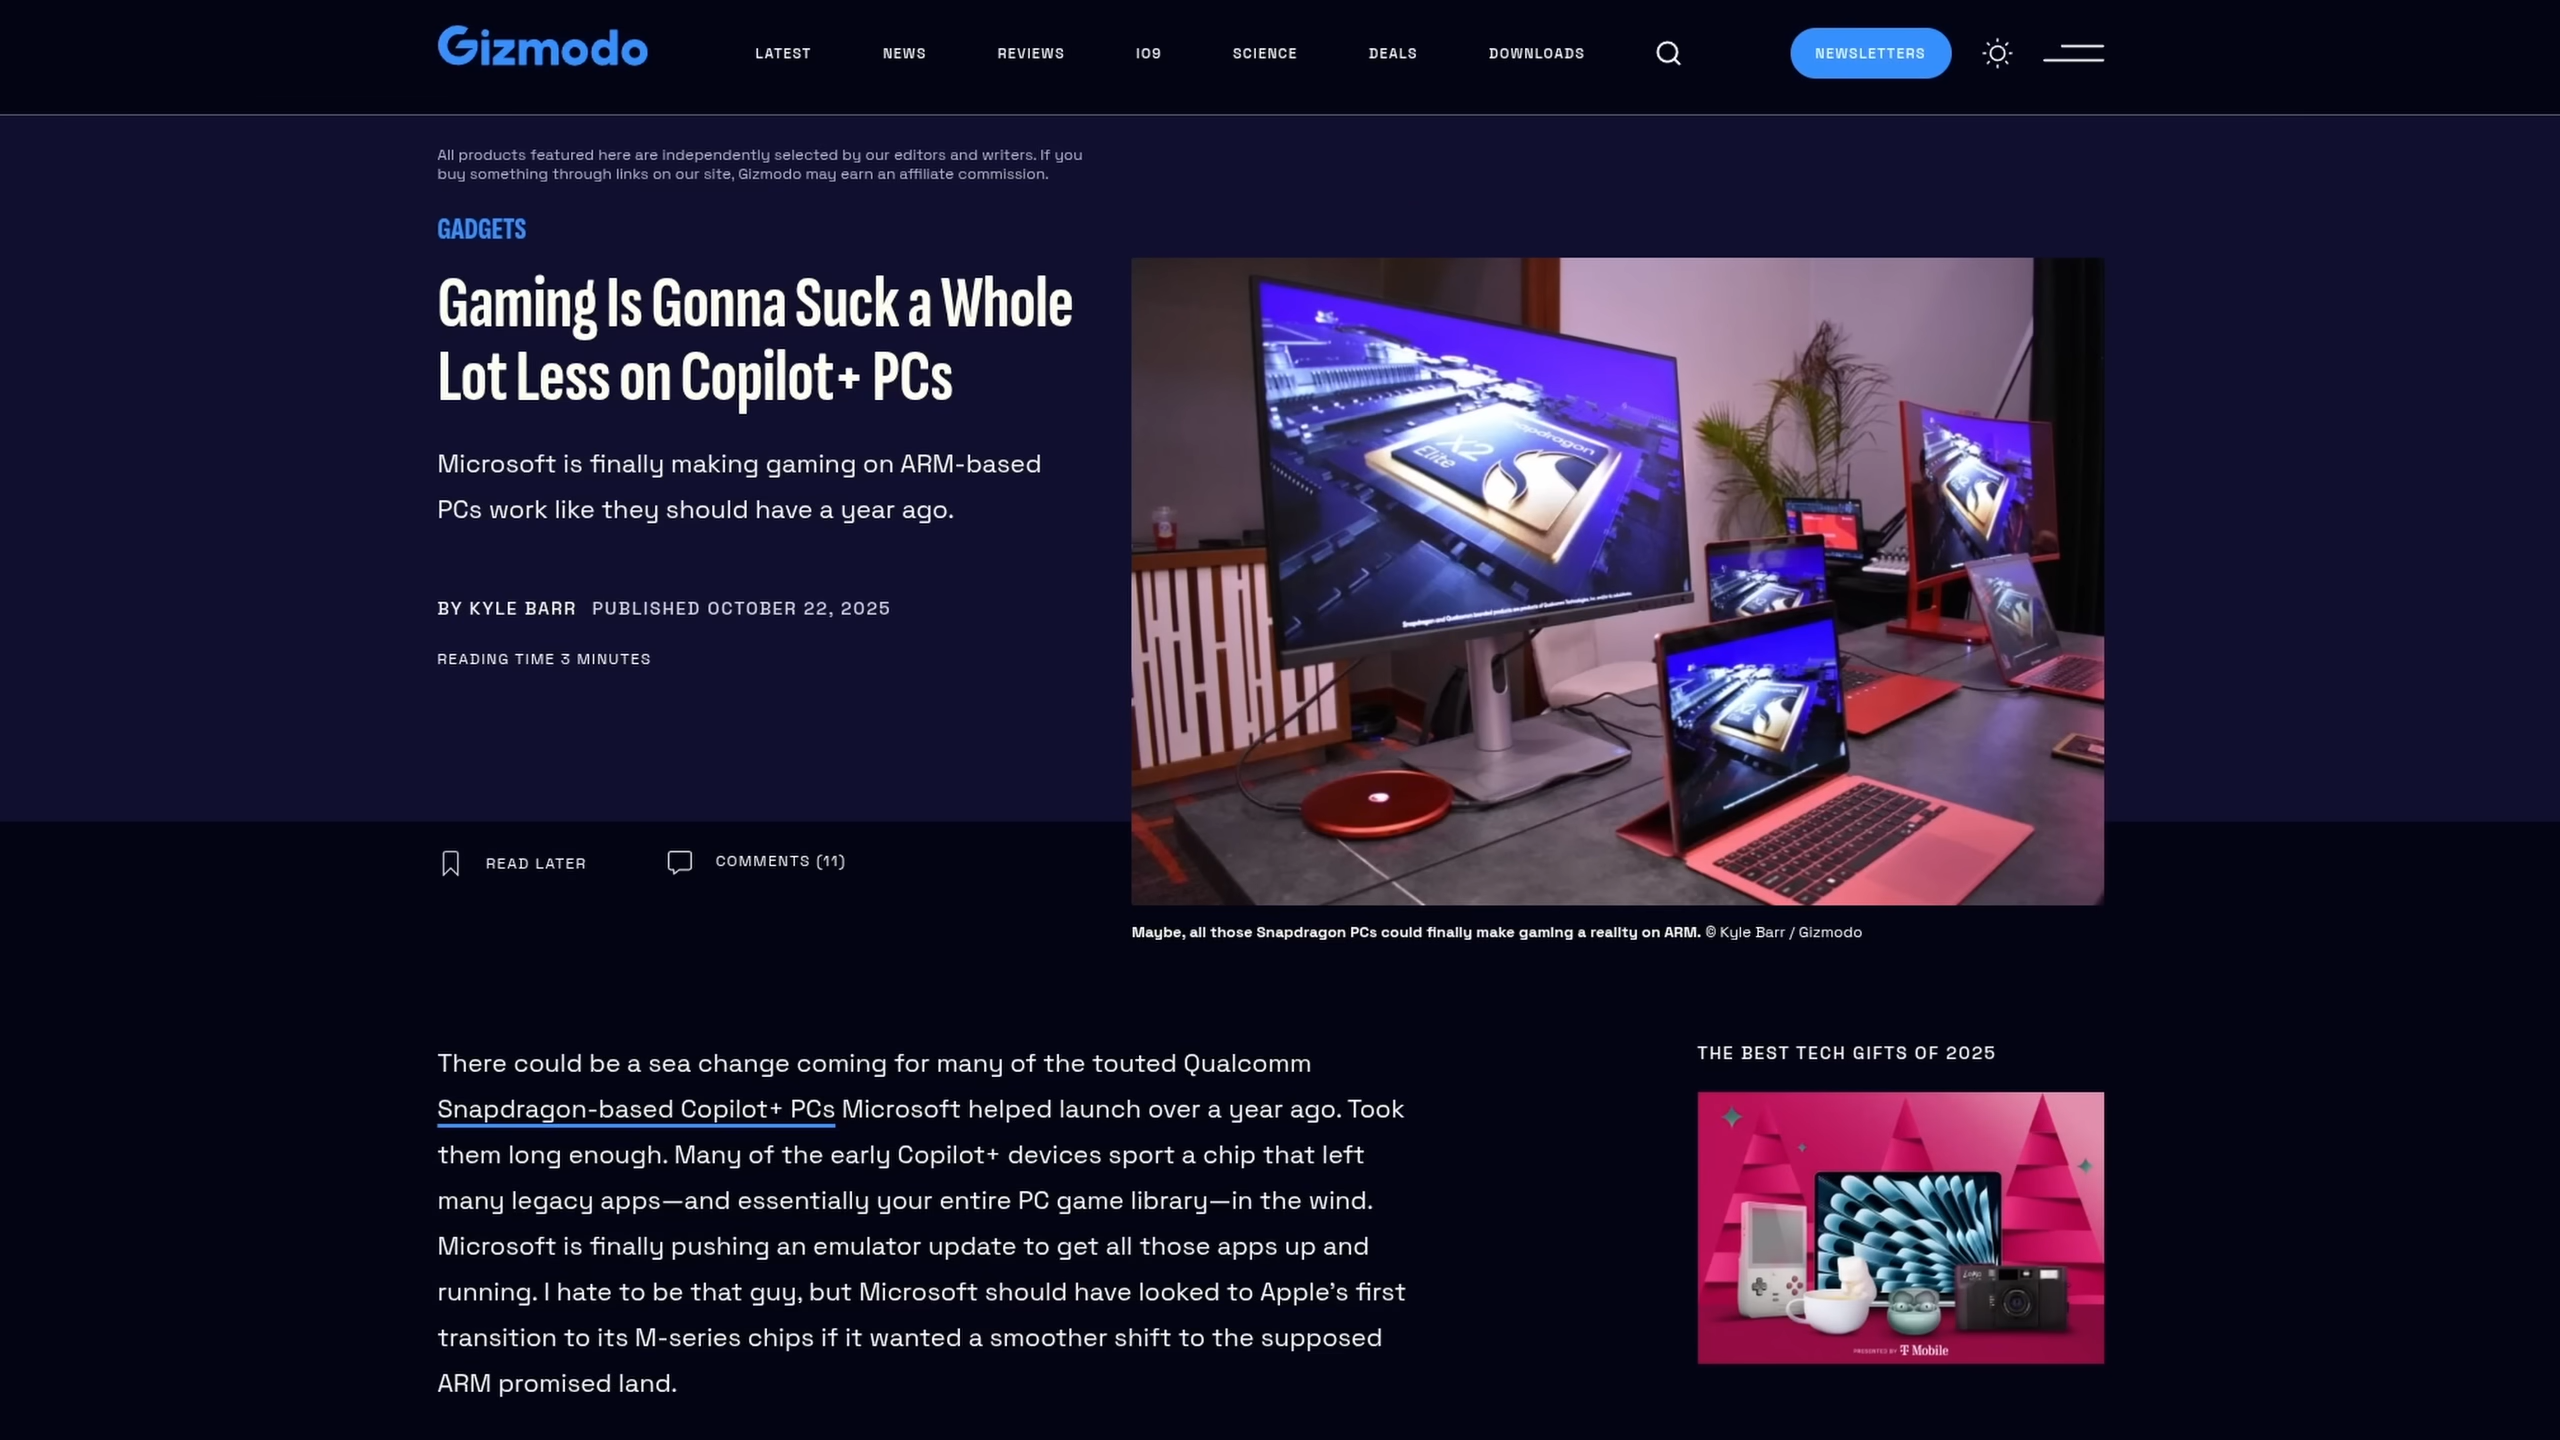 Gizmodo
LATEST
NEWS
REVIEWS
IO9
SCIENCE
DEALS
DOWNLOADS
NEWSLETTERS
All products featured here are independently selected by our editors and writers. If you
buy something through links on our site, Gizmodo may earn an affiliate commission.
GADGETS
Gaming Is Gonna Suck a Whole
Lot Less on Copilot+ PCs
Microsoft is finally making gaming on ARM-based
PCs work like they should have a year ago.
BY KYLE BARR PUBLISHED OCTOBER 22, 2025
READING TIME 3 MINUTES
Snapdragon
X2
Elite
READ LATER
COMMENTS (11)
Maybe, all those Snapdragon PCs could finally make gaming a reality on ARM. © Kyle Barr / Gizmodo
There could be a sea change coming for many of the touted Qualcomm
Snapdragon-based Copilot+ PCs Microsoft helped launch over a year ago. Took
them long enough. Many of the early Copilot+ devices sport a chip that left
many legacy apps—and essentially your entire PC game library—in the wind.
Microsoft is finally pushing an emulator update to get all those apps up and
running. I hate to be that guy, but Microsoft should have looked to Apple’s first
transition to its M-series chips if it wanted a smoother shift to the supposed
ARM promised land.
THE BEST TECH GIFTS OF 2025
PRESENTED BY T Mobile